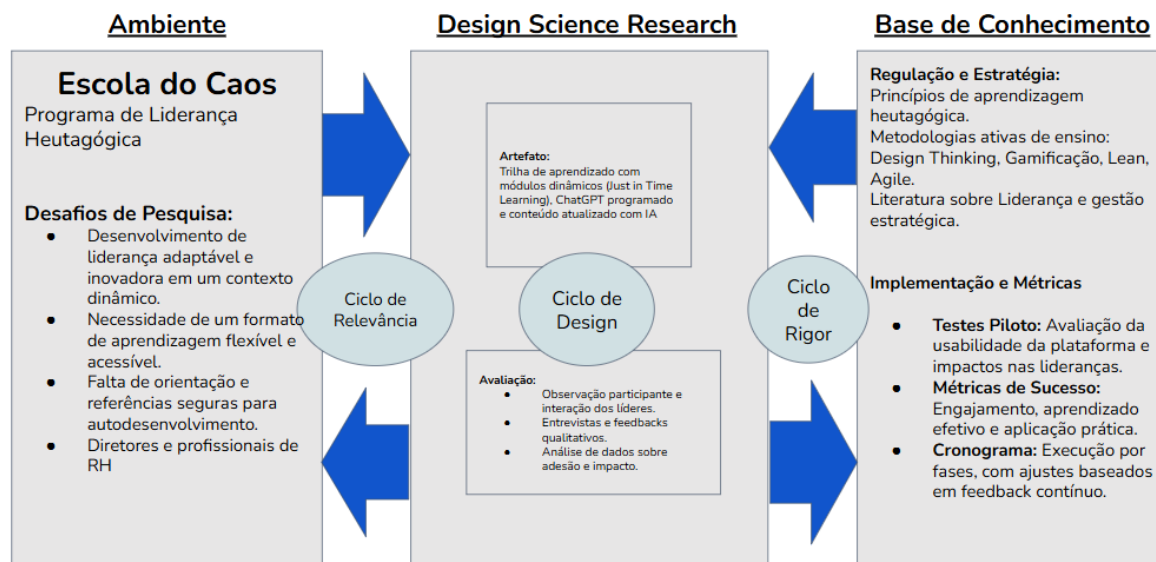 Ambiente
Escola do Caos
Programa de Liderança
Heutagógica
Desafios de Pesquisa:
● Desenvolvimento de
liderança adaptável e
inovadora em um contexto
dinâmico.
● Necessidade de um formato
de aprendizagem flexível e
acessível.
● Falta de orientação e
referências seguras para
autodesenvolvimento.
● Diretores e profissionais de
RH
Ciclo de
Relevância
Design Science Research
Artefato:
Trilha de aprendizado com
módulos dinâmicos (Just in Time
Learning), ChatGPT programado
e conteúdo atualizado com IA
Ciclo de
Design
Avaliação:
● Observação participante e
interação dos líderes.
● Entrevistas e feedbacks
qualitativos.
● Análise de dados sobre
adesão e impacto.
Ciclo
de
Rigor
Base de Conhecimento
Regulação e Estratégia:
Princípios de aprendizagem
heutagógica.
Metodologias ativas de ensino:
Design Thinking, Gamificação, Lean,
Agile.
Literatura sobre Liderança e gestão
estratégica.
Implementação e Métricas
● Testes Piloto: Avaliação da
usabilidade da plataforma e
impactos nas lideranças.
● Métricas de Sucesso:
Engajamento, aprendizado
efetivo e aplicação prática.
● Cronograma: Execução por
fases, com ajustes baseados
em feedback contínuo.